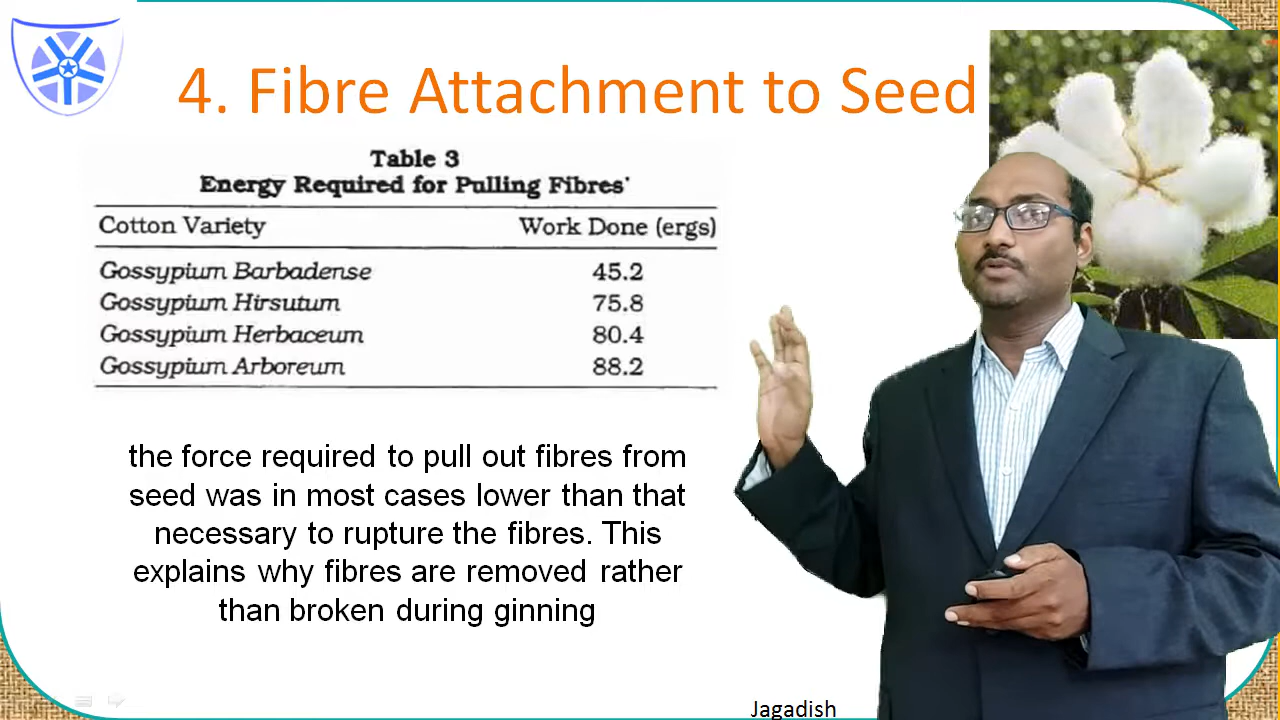 4. Fibre Attachment to Seed
Table 3
Energy Required for Pulling Fibres*
Cotton Variety Work Done (ergs)
Gossypium Barbadense 45.2
Gossypium Hirsutum 75.8
Gossypium Herbaceum 80.4
Gossypium Arboreum 88.2
the force required to pull out fibres from
seed was in most cases lower than that
necessary to rupture the fibres. This
explains why fibres are removed rather
than broken during ginning
Jagadish